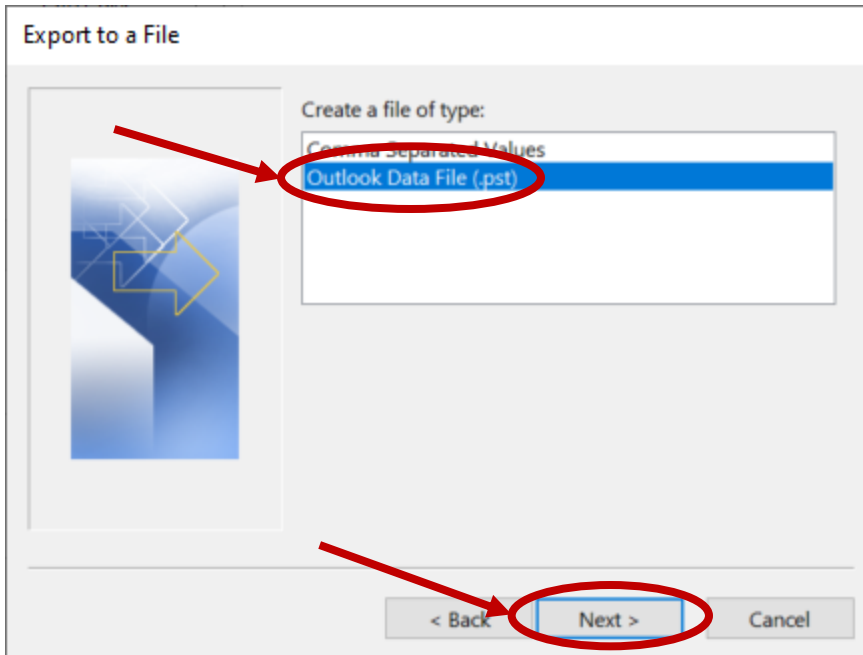 Export to a File
Create a file of type:
Comma Separated Values
Outlook Data File (.pst)
< Back
Next >
Cancel